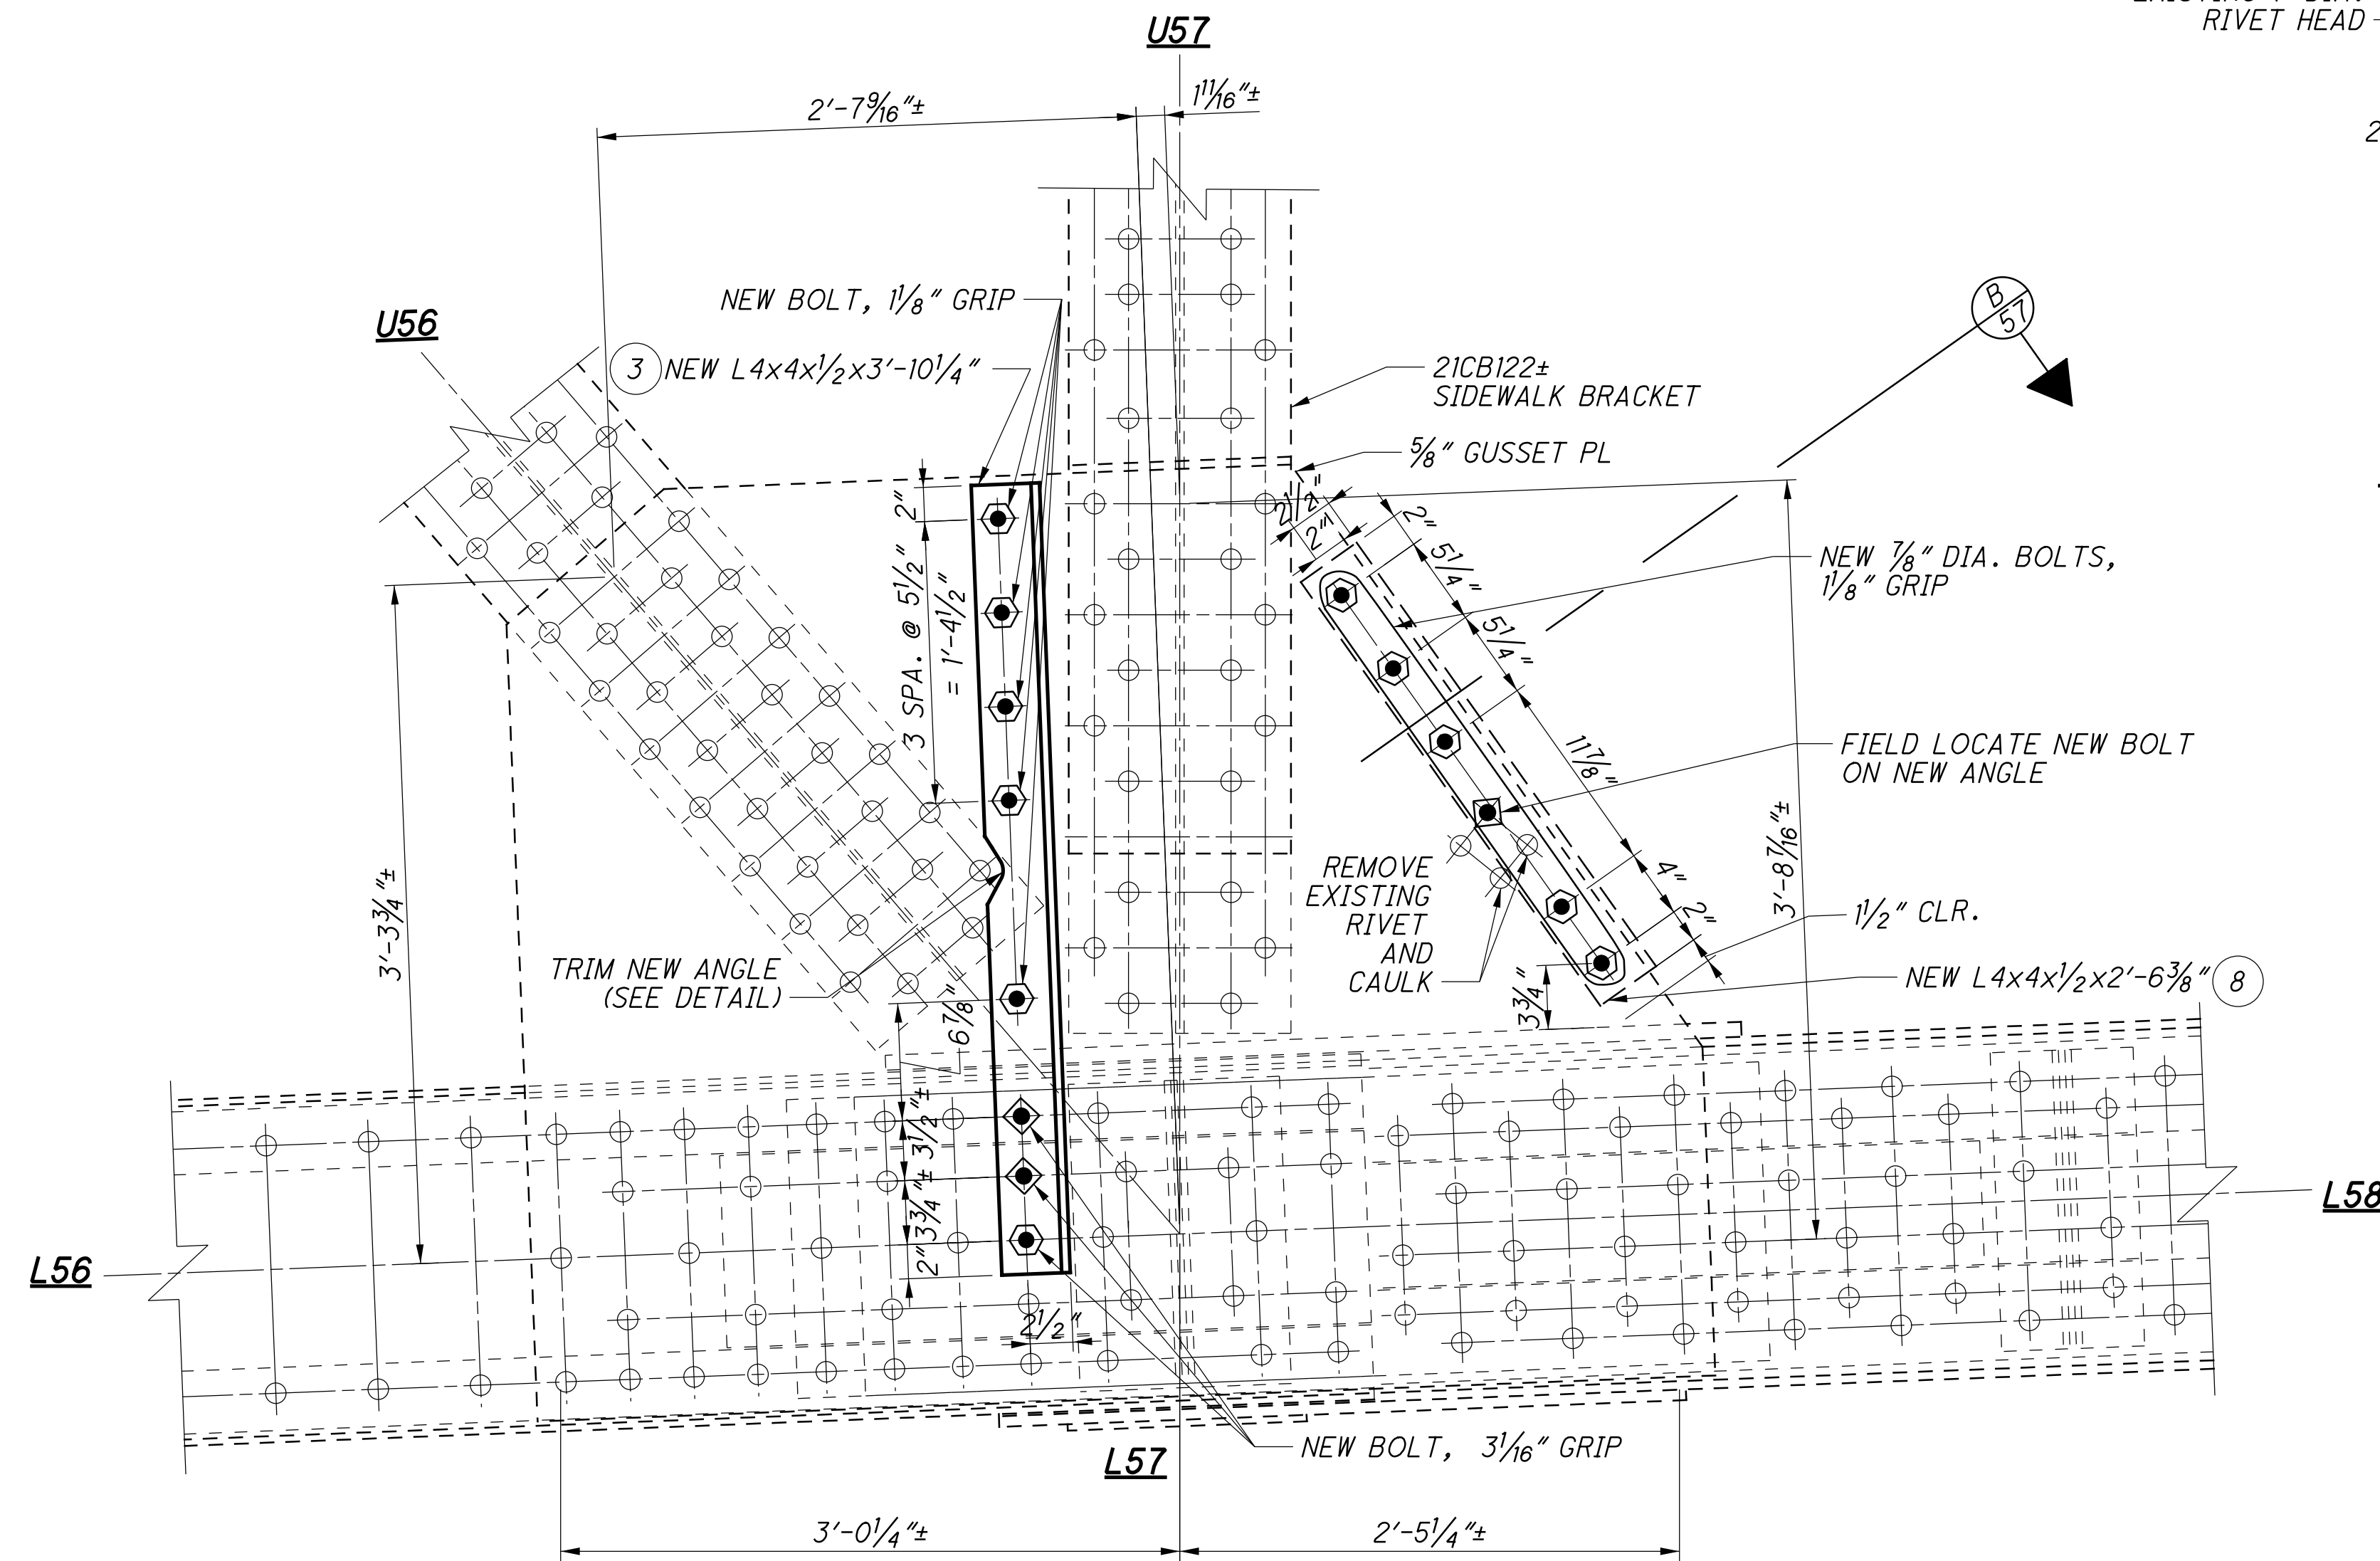 RIVET HEAD
U57
2'-7 9/16"±
1 11/16"±
2
U56
NEW BOLT, 1 1/8" GRIP
3 NEW L4x4x1/2x3'-10 1/4"
21CB122±
SIDEWALK BRACKET
5/8" GUSSET PL
B
57
2"
3 SPA. @ 5 1/2"
= 1'-4 1/2"
2 1/2"
2"
2"
5 1/4"
5 1/4"
11 7/8"
4"
2"
NEW 7/8" DIA. BOLTS,
1 1/8" GRIP
FIELD LOCATE NEW BOLT
ON NEW ANGLE
3'-8 7/16"±
3'-3 3/4"±
REMOVE
EXISTING
RIVET
AND
CAULK
1 1/2" CLR.
TRIM NEW ANGLE
(SEE DETAIL)
6 7/8"
3 3/4"
NEW L4x4x1/2x2'-6 3/8" 8
3 1/2"±
3 3/4"±
2"
2 1/2"
L56
L58
L57
NEW BOLT, 3 1/16" GRIP
3'-0 1/4"±
2'-5 1/4"±